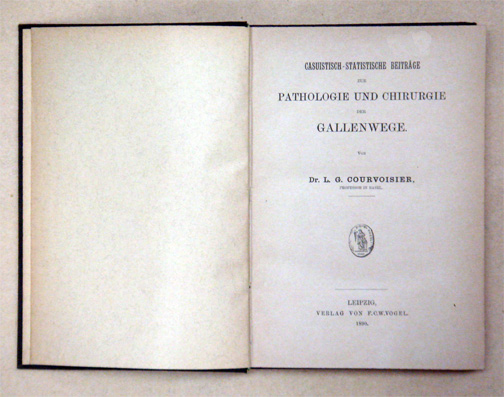 CASUISTISCH-STATISTISCHE BEITRÄGE
ZUR
PATHOLOGIE UND CHIRURGIE
DER
GALLENWEGE.
VON
Dr. L. G. COURVOISIER,
PROFESSOR IN BASEL.
LEIPZIG,
VERLAG VON F.C.W.VOGEL.
1890.